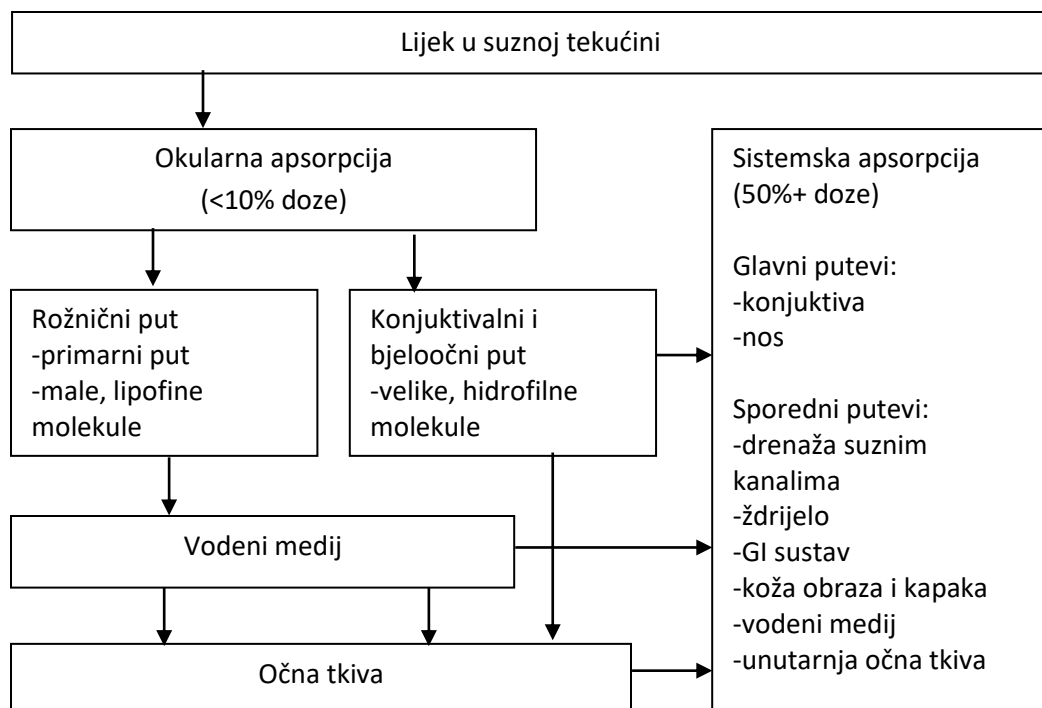 Lijek u suznoj tekućini
Okularna apsorpcija
(<10% doze)
Rožnični put
-primarni put
-male, lipofine
molekule
Konjuktivalni i
bjeloočni put
-velike, hidrofilne
molekule
Vodeni medij
Očna tkiva
Sistemska apsorpcija
(50%+ doze)
Glavni putevi:
-konjuktiva
-nos
Sporedni putevi:
-drenaža suznim
kanalima
-ždrijelo
-GI sustav
-koža obraza i kapaka
-vodeni medij
-unutarnja očna tkiva